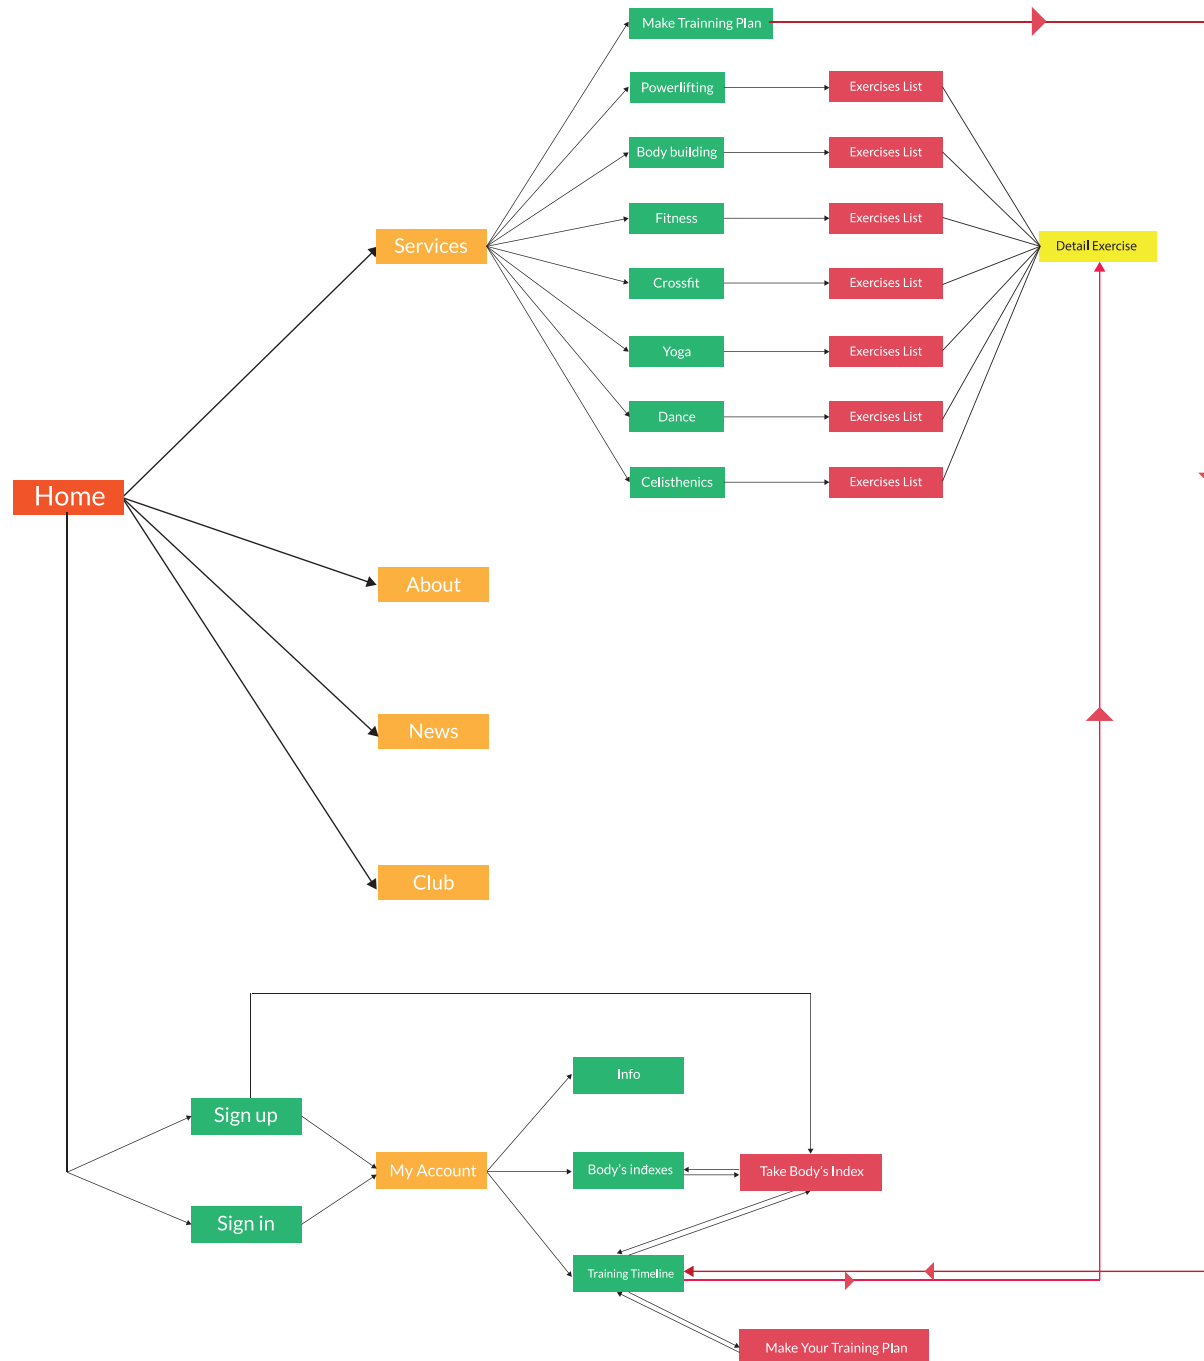 Make Trainning Plan
Powerlifting
Exercises List
Body building
Exercises List
Fitness
Exercises List
Services
Detail Exercise
Crossfit
Exercises List
Yoga
Exercises List
Dance
Exercises List
Celisthenics
Exercises List
Home
About
News
Club
Info
Sign up
My Account
Body's indexes
Take Body's Index
Sign in
Training Timeline
Make Your Training Plan